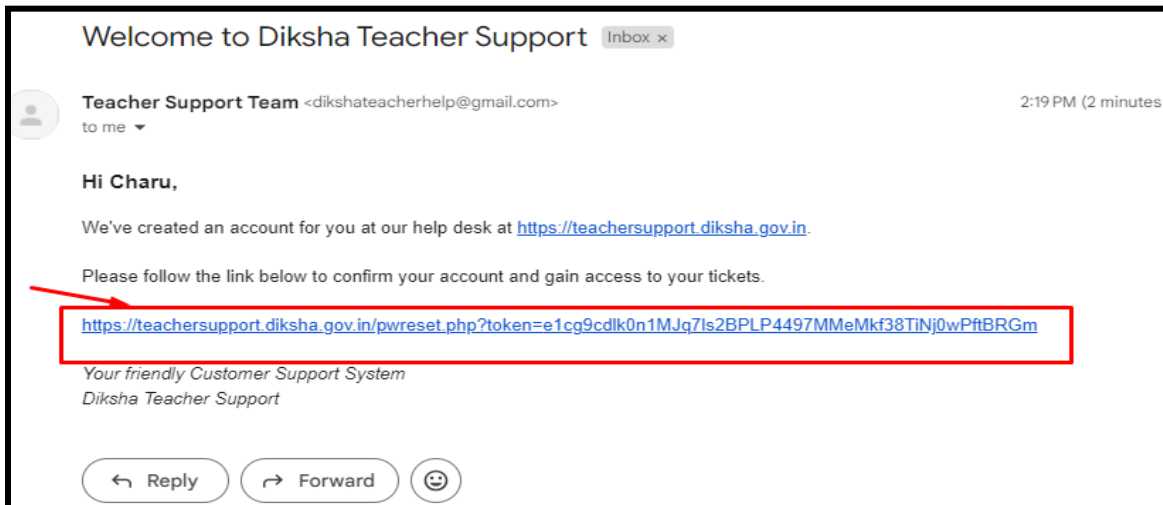 Welcome to Diksha Teacher Support Inbox ×
Teacher Support Team <dikshateacherhelp@gmail.com> 2:19 PM (2 minutes
to me
Hi Charu,
We've created an account for you at our help desk at https://teachersupport.diksha.gov.in.
Please follow the link below to confirm your account and gain access to your tickets.
https://teachersupport.diksha.gov.in/pwreset.php?token=e1cg9cdlk0n1MJq7Is2BPLP4497MMeMkf38TiNj0wPftBRGm
Your friendly Customer Support System
Diksha Teacher Support
Reply Forward